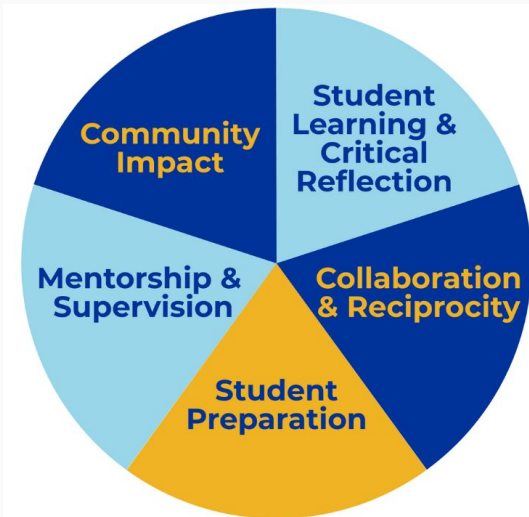 Student
Learning &
Critical
Reflection
Collaboration
& Reciprocity
Student
Preparation
Mentorship &
Supervision
Community
Impact